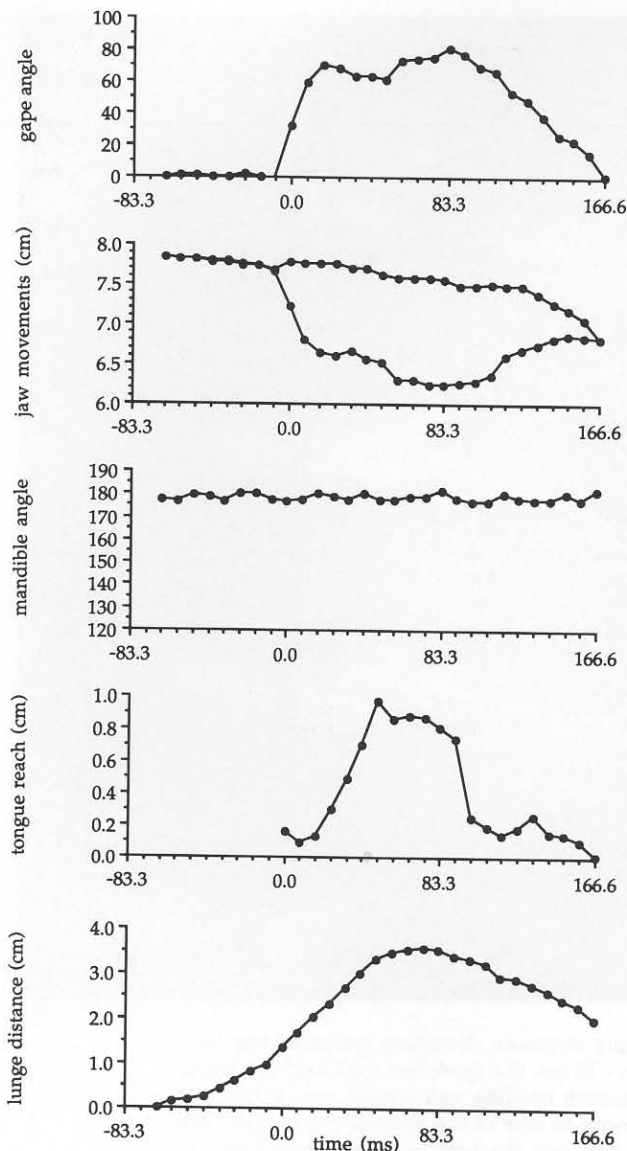 gape angle
100
80
60
40
20
0
-83.3 0.0 83.3 166.6
jaw movements (cm)
8.0
7.5
7.0
6.5
6.0
-83.3 0.0 83.3 166.6
mandible angle
190
180
170
160
150
140
130
120
-83.3 0.0 83.3 166.6
tongue reach (cm)
1.0
0.8
0.6
0.4
0.2
0.0
-83.3 0.0 83.3 166.6
lunge distance (cm)
4.0
3.0
2.0
1.0
0.0
-83.3 0.0 83.3 166.6
time (ms)